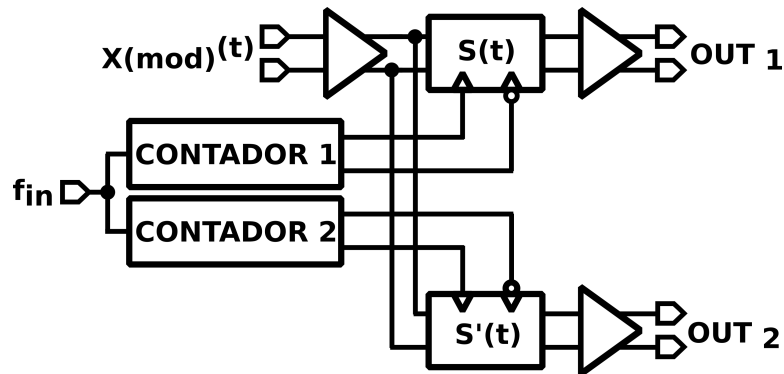 X(mod)(t)
S(t)
OUT 1
CONTADOR 1
fin
CONTADOR 2
S'(t)
OUT 2